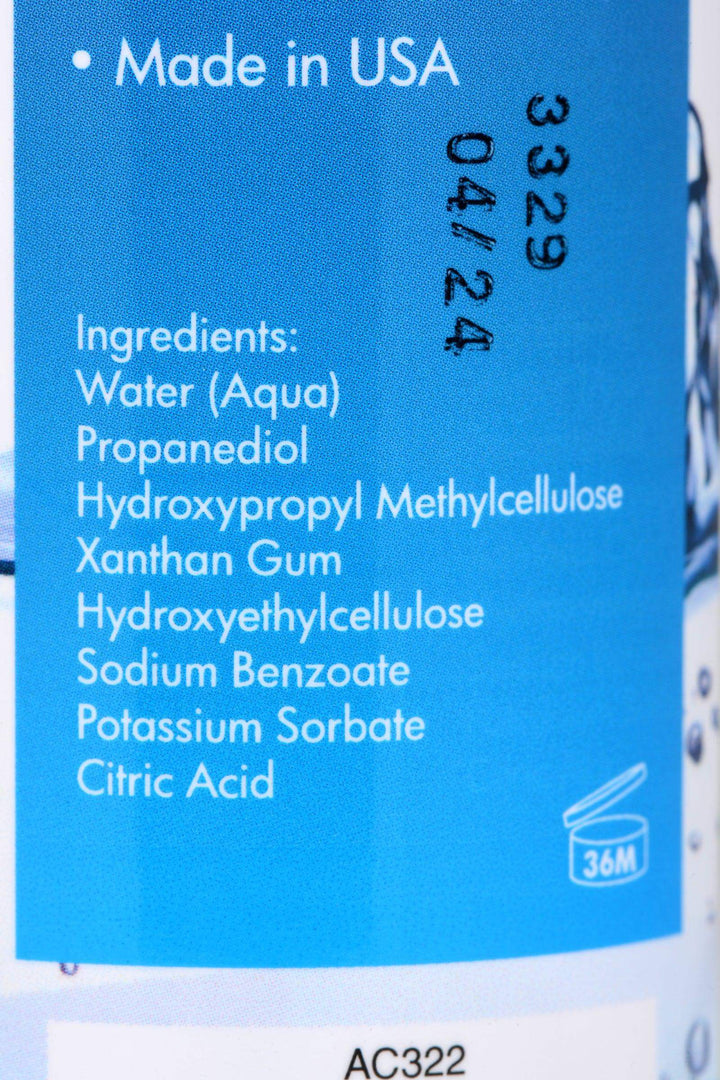 • Made in USA
3329
04/24
Ingredients:
Water (Aqua)
Propanediol
Hydroxypropyl Methylcellulose
Xanthan Gum
Hydroxyethylcellulose
Sodium Benzoate
Potassium Sorbate
Citric Acid
36M
AC322